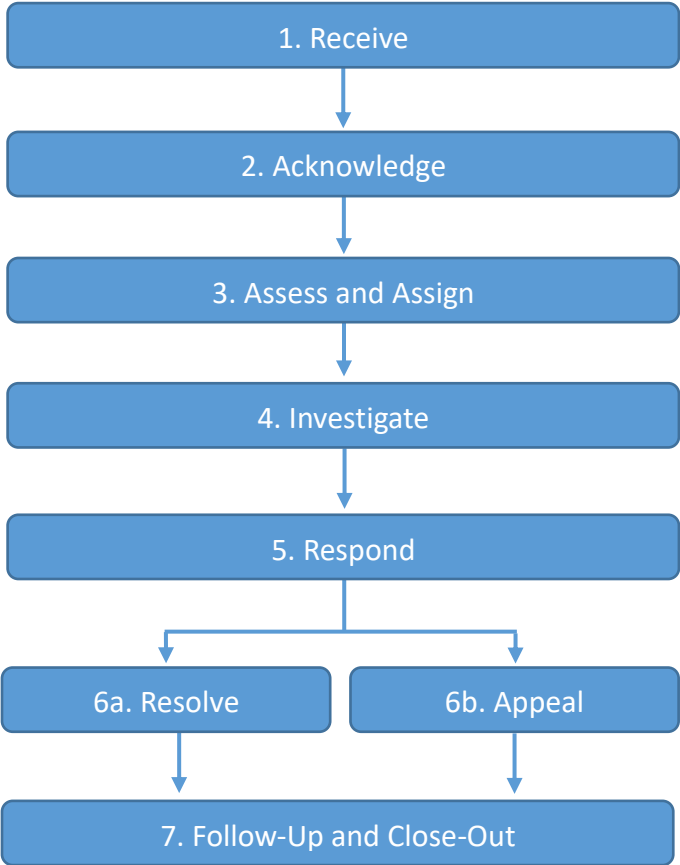 1. Receive
2. Acknowledge
3. Assess and Assign
4. Investigate
5. Respond
6a. Resolve
6b. Appeal
7. Follow-Up and Close-Out